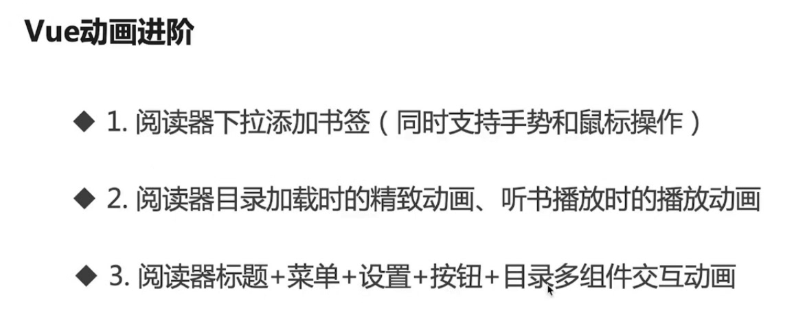 Vue动画进阶
◆ 1. 阅读器下拉添加书签（同时支持手势和鼠标操作）
◆ 2. 阅读器目录加载时的精致动画、听书播放时的播放动画
◆ 3. 阅读器标题+菜单+设置+按钮+目录多组件交互动画